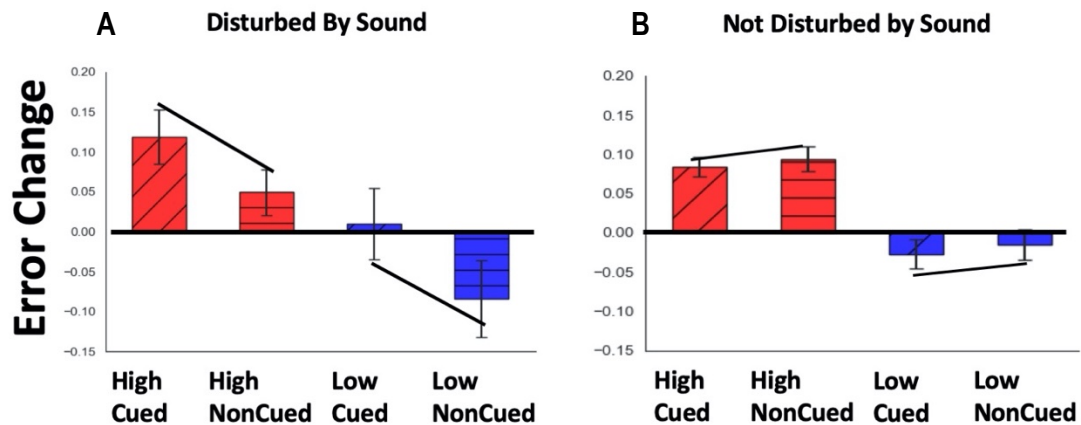 A
Disturbed By Sound
B
Not Disturbed by Sound
Error Change
0.20
0.15
0.10
0.05
0.00
−0.05
−0.10
−0.15
High
Cued
High
NonCued
Low
Cued
Low
NonCued
0.20
0.15
0.10
0.05
0.00
−0.05
−0.10
−0.15
High
Cued
High
NonCued
Low
Cued
Low
NonCued